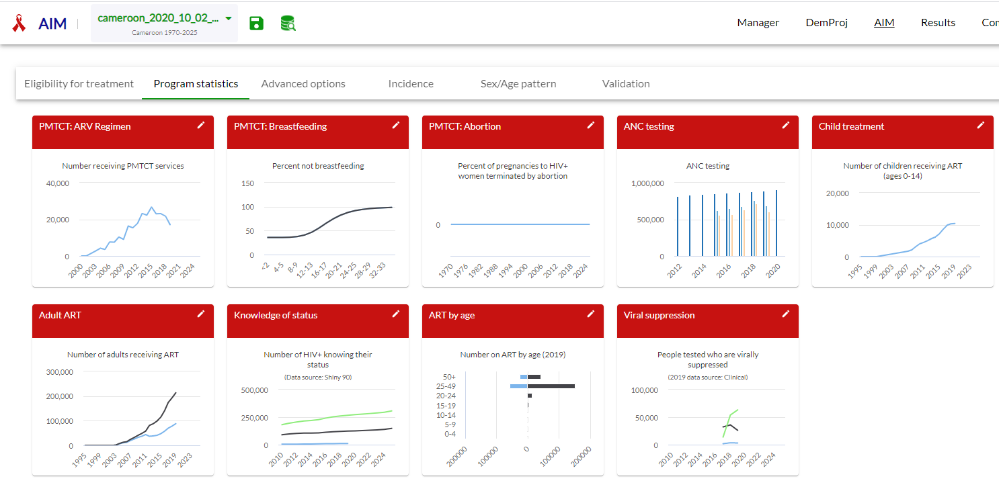 AIM
cameroon_2020_10_02_...
Cameroon 1970-2025
Manager DemProj AIM Results Con
Eligibility for treatment Program statistics Advanced options Incidence Sex/Age pattern Validation
PMTCT: ARV Regimen
Number receiving PMTCT services
40,000
20,000
0
2000 2003 2006 2009 2012 2015 2018 2021 2024
PMTCT: Breastfeeding
Percent not breastfeeding
150
100
50
0
<2 4-5 8-9 12-13 16-17 20-21 24-25 28-29 32-33
PMTCT: Abortion
Percent of pregnancies to HIV+
women terminated by abortion
0
1970 1976 1982 1988 1994 2000 2006 2012 2018 2024
ANC testing
ANC testing
1,000,000
500,000
0
2012 2014 2016 2018 2020
Child treatment
Number of children receiving ART
(ages 0-14)
20,000
10,000
0
1995 1999 2003 2007 2011 2015 2019 2023
Adult ART
Number of adults receiving ART
300,000
200,000
100,000
0
1995 1999 2003 2007 2011 2015 2019 2023
Knowledge of status
Number of HIV+ knowing their
status
(Data source: Shiny 90)
500,000
250,000
0
2010 2012 2014 2016 2018 2020 2022 2024
ART by age
Number on ART by age (2019)
50+
25-49
20-24
15-19
10-14
5-9
0-4
200000 100000 0 100000 200000
Viral suppression
People tested who are virally
suppressed
(2019 data source: Clinical)
100,000
50,000
0
2010 2012 2014 2016 2018 2020 2022 2024